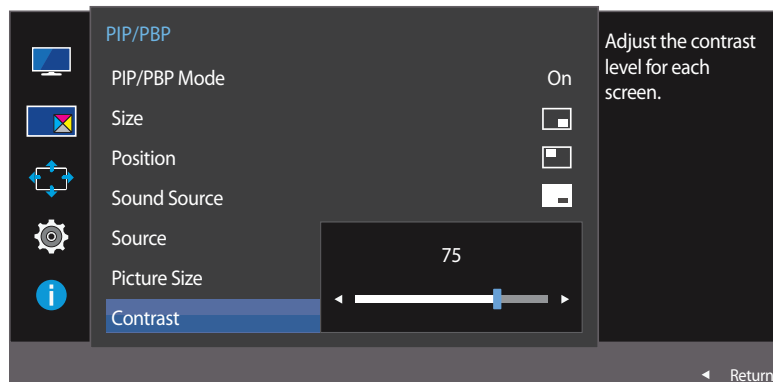 PIP/PBP
PIP/PBP Mode On
Size
Position
Sound Source
Source
Picture Size
Contrast
75
Adjust the contrast
level for each
screen.
Return